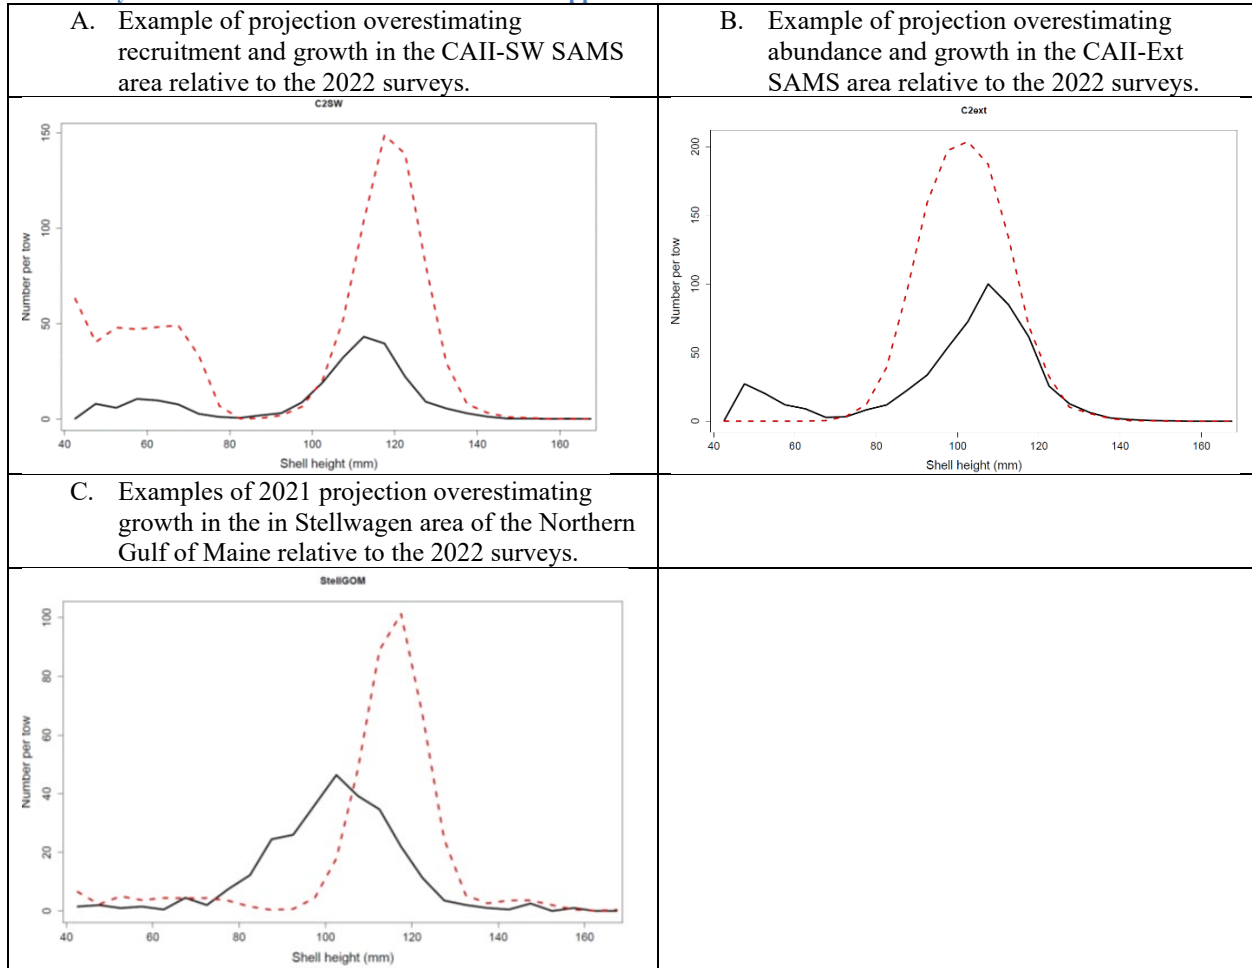 A. Example of projection overestimating
recruitment and growth in the CAII-SW SAMS
area relative to the 2022 surveys.
B. Example of projection overestimating
abundance and growth in the CAII-Ext
SAMS area relative to the 2022 surveys.
C2SW
150
100
50
0
Number per tow
40 60 80 100 120 140 160
Shell height (mm)
C2ext
200
150
100
50
0
Number per tow
40 60 80 100 120 140 160
Shell height (mm)
C. Examples of 2021 projection overestimating
growth in the in Stellwagen area of the Northern
Gulf of Maine relative to the 2022 surveys.
StellGOM
100
80
60
40
20
0
Number per tow
40 60 80 100 120 140 160
Shell height (mm)